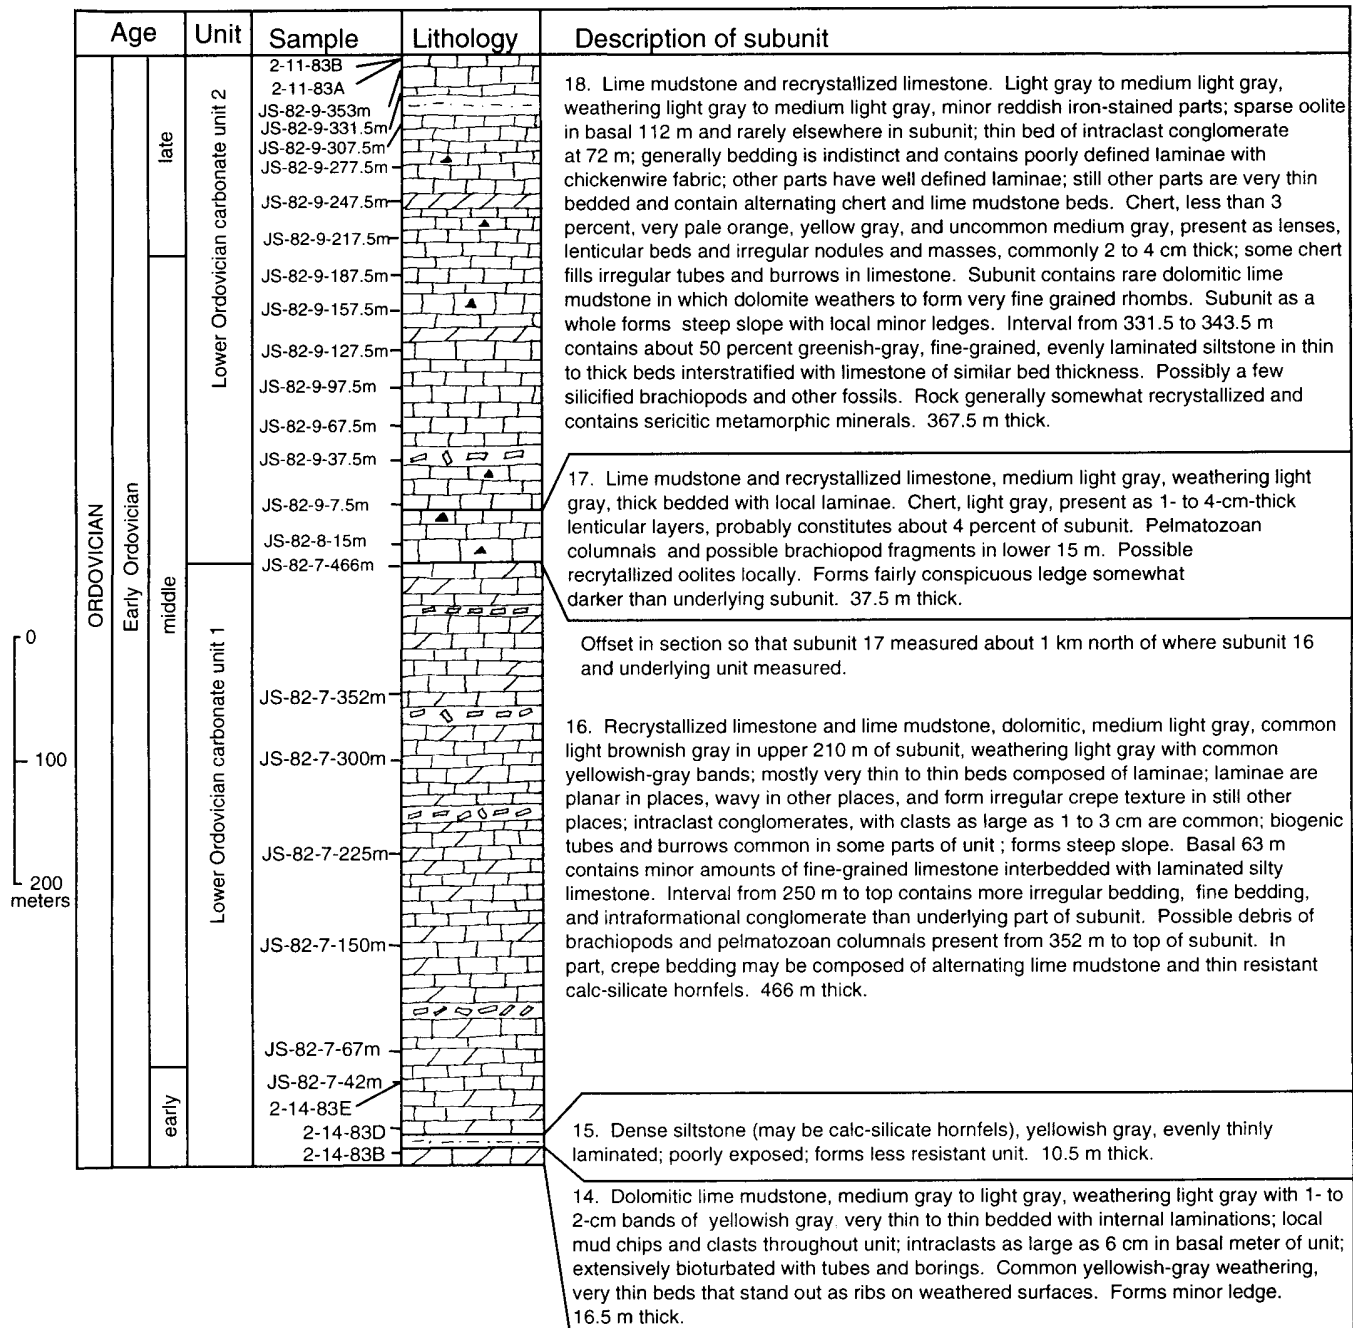 Age Unit Sample Lithology Description of subunit
ORDOVICIAN
Early Ordovician
late
middle
early
Lower Ordovician carbonate unit 2
Lower Ordovician carbonate unit 1
2-11-83B
2-11-83A
JS-82-9-353m
JS-82-9-331.5m
JS-82-9-307.5m
JS-82-9-277.5m
JS-82-9-247.5m
JS-82-9-217.5m
JS-82-9-187.5m
JS-82-9-157.5m
JS-82-9-127.5m
JS-82-9-97.5m
JS-82-9-67.5m
JS-82-9-37.5m
JS-82-9-7.5m
JS-82-8-15m
JS-82-7-466m
JS-82-7-352m
JS-82-7-300m
JS-82-7-225m
JS-82-7-150m
JS-82-7-67m
JS-82-7-42m
2-14-83E
2-14-83D
2-14-83B
0
100
200
meters
18. Lime mudstone and recrystallized limestone. Light gray to medium light gray,
weathering light gray to medium light gray, minor reddish iron-stained parts; sparse oolite
in basal 112 m and rarely elsewhere in subunit; thin bed of intraclast conglomerate
at 72 m; generally bedding is indistinct and contains poorly defined laminae with
chickenwire fabric; other parts have well defined laminae; still other parts are very thin
bedded and contain alternating chert and lime mudstone beds. Chert, less than 3
percent, very pale orange, yellow gray, and uncommon medium gray, present as lenses,
lenticular beds and irregular nodules and masses, commonly 2 to 4 cm thick; some chert
fills irregular tubes and burrows in limestone. Subunit contains rare dolomitic lime
mudstone in which dolomite weathers to form very fine grained rhombs. Subunit as a
whole forms steep slope with local minor ledges. Interval from 331.5 to 343.5 m
contains about 50 percent greenish-gray, fine-grained, evenly laminated siltstone in thin
to thick beds interstratified with limestone of similar bed thickness. Possibly a few
silicified brachiopods and other fossils. Rock generally somewhat recrystallized and
contains sericitic metamorphic minerals. 367.5 m thick.
17. Lime mudstone and recrystallized limestone, medium light gray, weathering light
gray, thick bedded with local laminae. Chert, light gray, present as 1- to 4-cm-thick
lenticular layers, probably constitutes about 4 percent of subunit. Pelmatozoan
columnals and possible brachiopod fragments in lower 15 m. Possible
recrytallized oolites locally. Forms fairly conspicuous ledge somewhat
darker than underlying subunit. 37.5 m thick.
Offset in section so that subunit 17 measured about 1 km north of where subunit 16
and underlying unit measured.
16. Recrystallized limestone and lime mudstone, dolomitic, medium light gray, common
light brownish gray in upper 210 m of subunit, weathering light gray with common
yellowish-gray bands; mostly very thin to thin beds composed of laminae; laminae are
planar in places, wavy in other places, and form irregular crepe texture in still other
places; intraclast conglomerates, with clasts as large as 1 to 3 cm are common; biogenic
tubes and burrows common in some parts of unit ; forms steep slope. Basal 63 m
contains minor amounts of fine-grained limestone interbedded with laminated silty
limestone. Interval from 250 m to top contains more irregular bedding, fine bedding,
and intraformational conglomerate than underlying part of subunit. Possible debris of
brachiopods and pelmatozoan columnals present from 352 m to top of subunit. In
part, crepe bedding may be composed of alternating lime mudstone and thin resistant
calc-silicate hornfels. 466 m thick.
15. Dense siltstone (may be calc-silicate hornfels), yellowish gray, evenly thinly
laminated; poorly exposed; forms less resistant unit. 10.5 m thick.
14. Dolomitic lime mudstone, medium gray to light gray, weathering light gray with 1- to
2-cm bands of yellowish gray, very thin to thin bedded with internal laminations; local
mud chips and clasts throughout unit; intraclasts as large as 6 cm in basal meter of unit;
extensively bioturbated with tubes and borings. Common yellowish-gray weathering,
very thin beds that stand out as ribs on weathered surfaces. Forms minor ledge.
16.5 m thick.